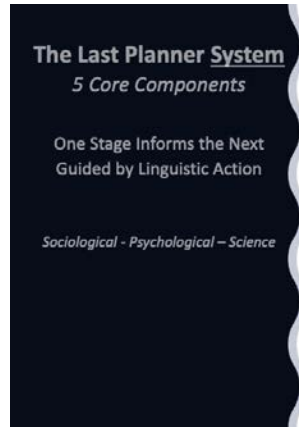 The Last Planner System
5 Core Components
One Stage Informs the Next
Guided by Linguistic Action
Sociological - Psychological – Science